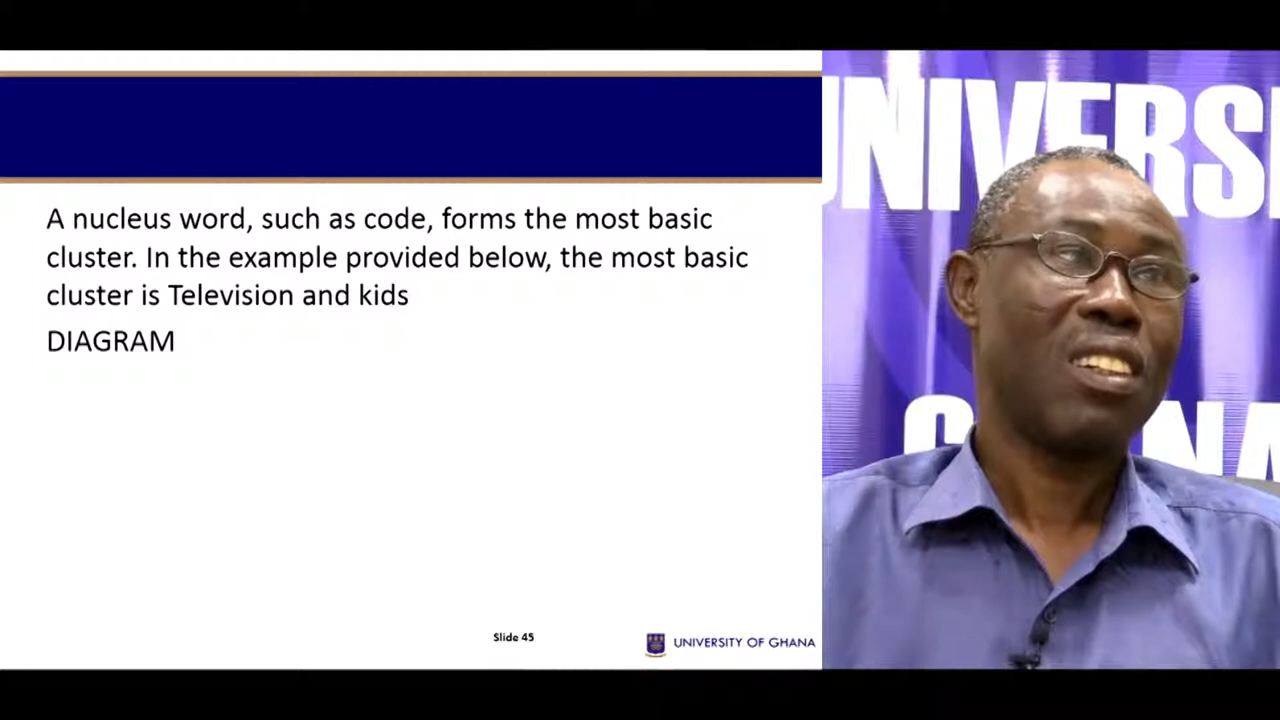 A nucleus word, such as code, forms the most basic
cluster. In the example provided below, the most basic
cluster is Television and kids
DIAGRAM
Slide 45
UNIVERSITY OF GHANA
UNIVERSI